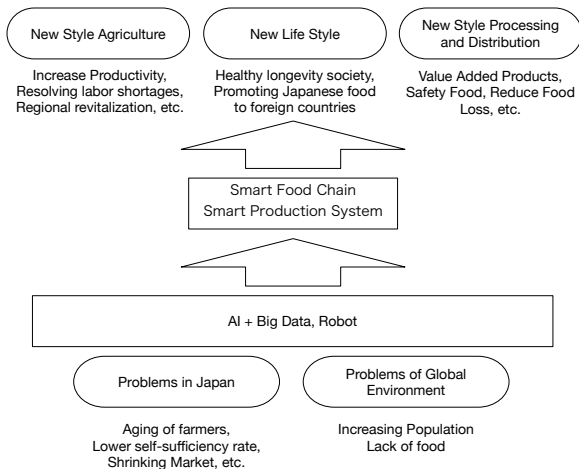 New Style Agriculture
Increase Productivity,
Resolving labor shortages,
Regional revitalization, etc.
New Life Style
Healthy longevity society,
Promoting Japanese food
to foreign countries
New Style Processing
and Distribution
Value Added Products,
Safety Food, Reduce Food
Loss, etc.
Smart Food Chain
Smart Production System
AI + Big Data, Robot
Problems in Japan
Aging of farmers,
Lower self-sufficiency rate,
Shrinking Market, etc.
Problems of Global
Environment
Increasing Population
Lack of food